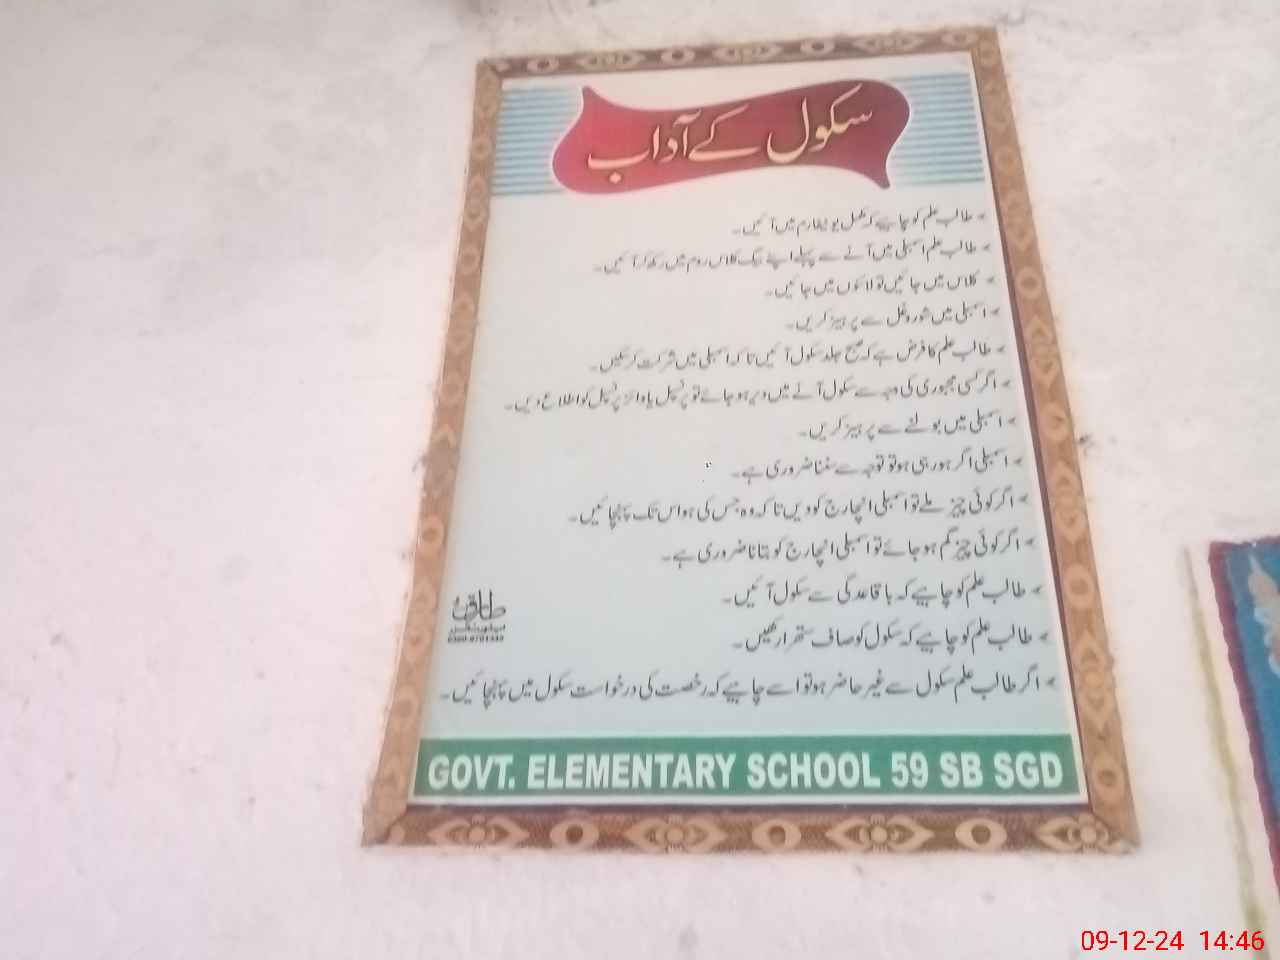 سکول کے آداب
طالب علم کو چاہیے کہ مکمل یونیفارم میں آئیں۔
طالب علم اسمبلی میں آنے سے پہلے اپنے بیگ کلاس روم میں رکھ کر آئیں۔
کلاس میں جائیں تو لائنوں میں جائیں۔
اسمبلی میں شور و غل سے پرہیز کریں۔
طالب علم کا فرض ہے کہ صبح جلد سکول آئیں تا کہ اسمبلی میں شرکت کر سکیں۔
اگر کسی مجبوری کی وجہ سے سکول آنے میں دیر ہو جائے تو پرنسپل یا وائز پرنسپل کو اطلاع دیں۔
اسمبلی میں بولنے سے پرہیز کریں۔
اسمبلی اگر ہو رہی ہو تو توجہ سے سننا ضروری ہے۔
اگر کوئی چیز ملے تو اسمبلی انچارج کو دیں تا کہ وہ جس کی ہو اس تک پہنچائیں۔
اگر کوئی چیز گم ہو جائے تو اسمبلی انچارج کو بتانا ضروری ہے۔
طالب علم کو چاہیے کہ باقاعدگی سے سکول آئیں۔
طالب علم کو چاہیے کہ سکول کو صاف ستھرا رکھیں۔
اگر طالب علم سکول سے غیر حاضر ہو تو اسے چاہیے کہ رخصت کی درخواست سکول میں پہنچائیں۔
طارق
GOVT. ELEMENTARY SCHOOL 59 SB SGD
09-12-24 14:46